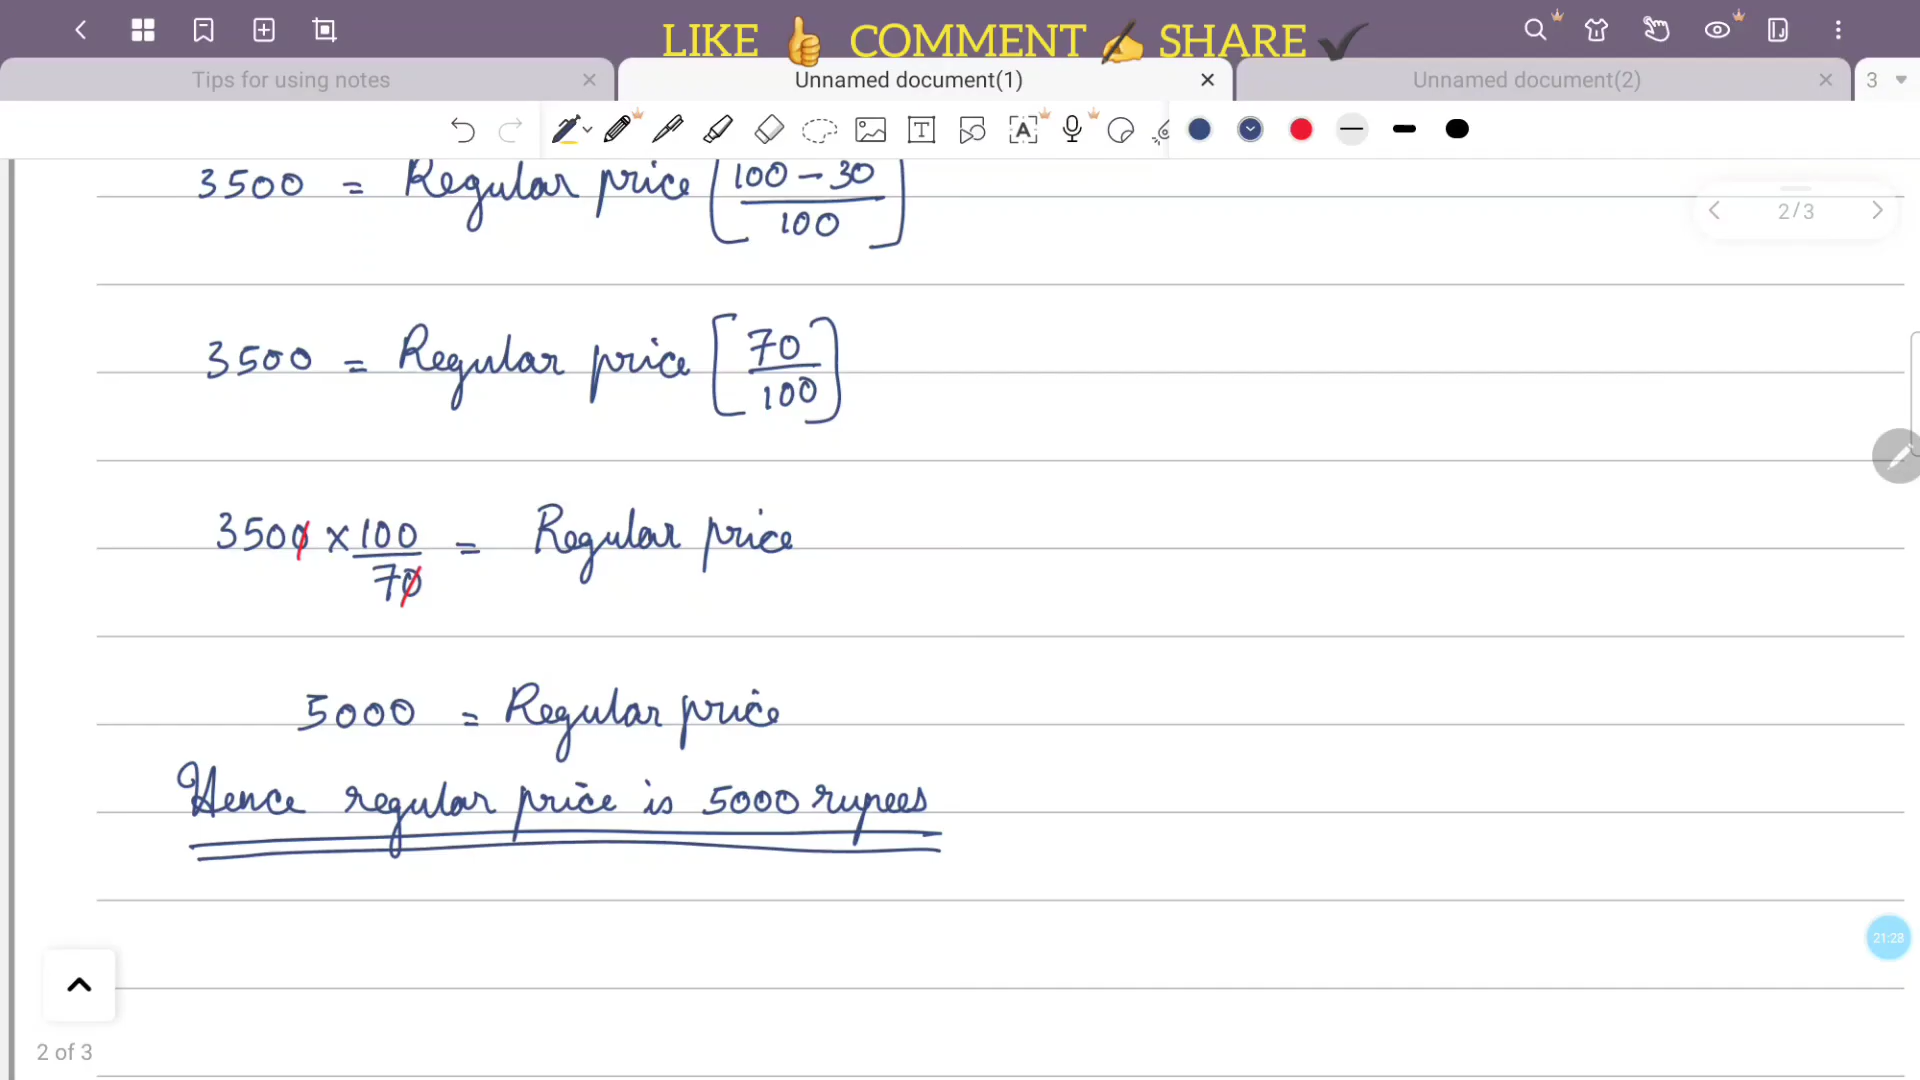 LIKE 👍 COMMENT ✍ SHARE ✔
Tips for using notes
Unnamed document(1)
Unnamed document(2)
3
3500 = Regular price [100 - 30 / 100]
2/3
3500 = Regular price [70 / 100]
3500 × 100 / 70 = Regular price
5000 = Regular price
Hence regular price is 5000 rupees
21:28
2 of 3